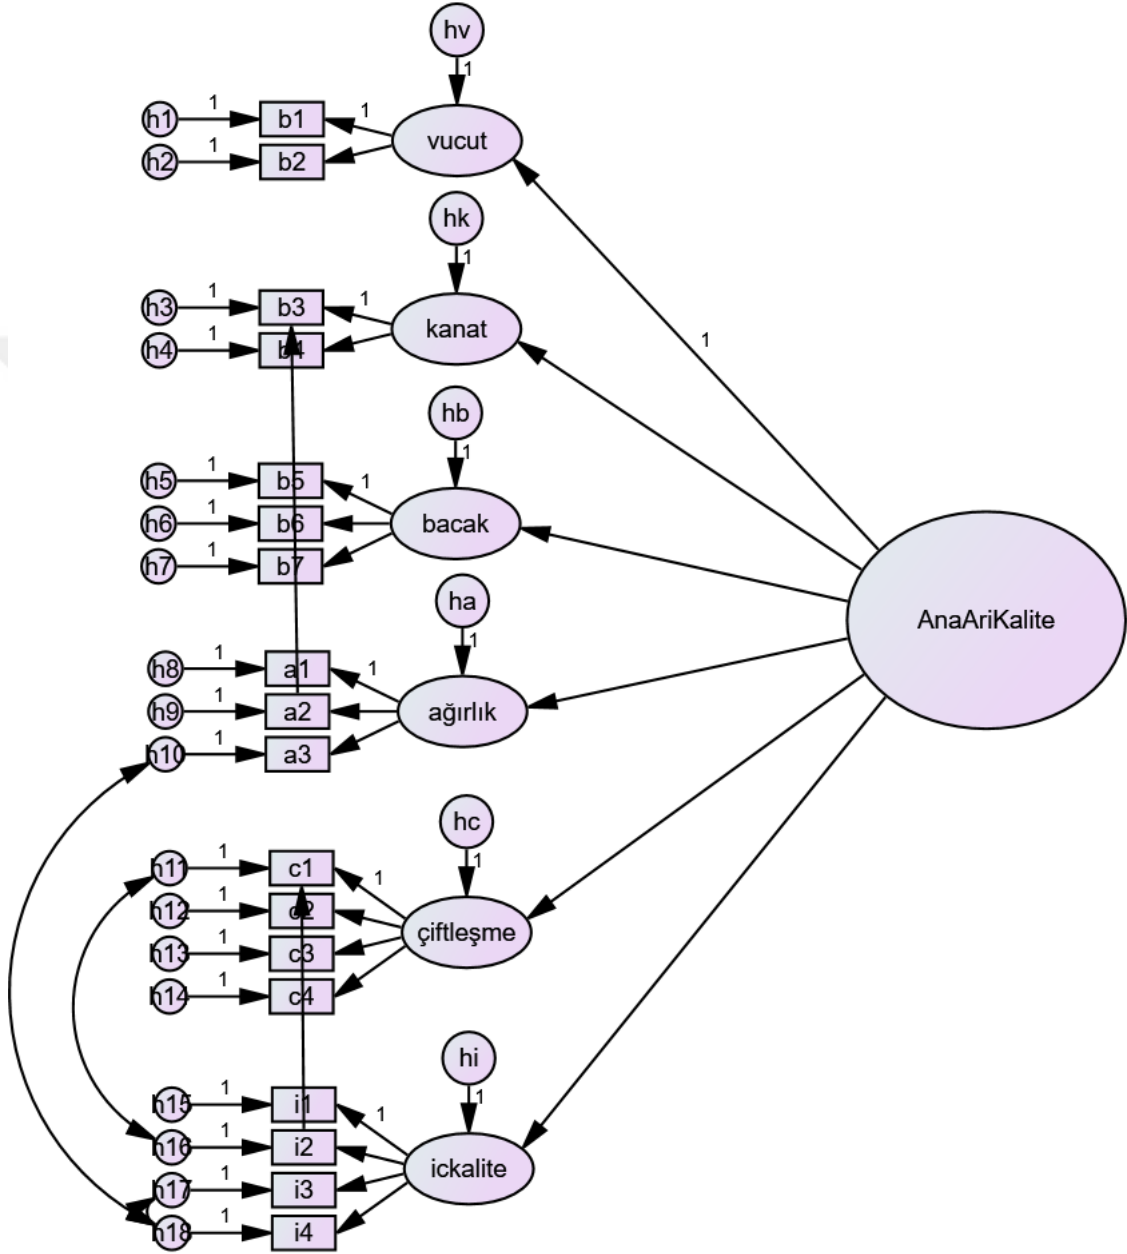 hv
1
h1 1 b1 1
vucut
h2 1 b2
hk
1
h3 1 b3 1
kanat
h4 1 b4
1
hb
1
h5 1 b5 1
h6 1 b6 bacak
h7 1 b7
ha
1
AnaAriKalite
h8 1 a1 1
h9 1 a2 ağırlık
h10 1 a3
hc
1
h11 1 c1 1
h12 1 c2
çiftleşme
h13 1 c3
h14 1 c4
hi
1
h15 1 i1 1
h16 1 i2
ickalite
h17 1 i3
h18 1 i4